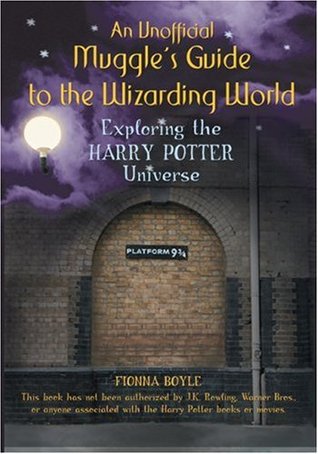 An Unofficial
Muggle's Guide
to the Wizarding World
Exploring the
HARRY POTTER
Universe
PLATFORM 9¾
FIONNA BOYLE
This book has not been authorized by J.K. Rowling, Warner Bros.,
or anyone associated with the Harry Potter books or movies.